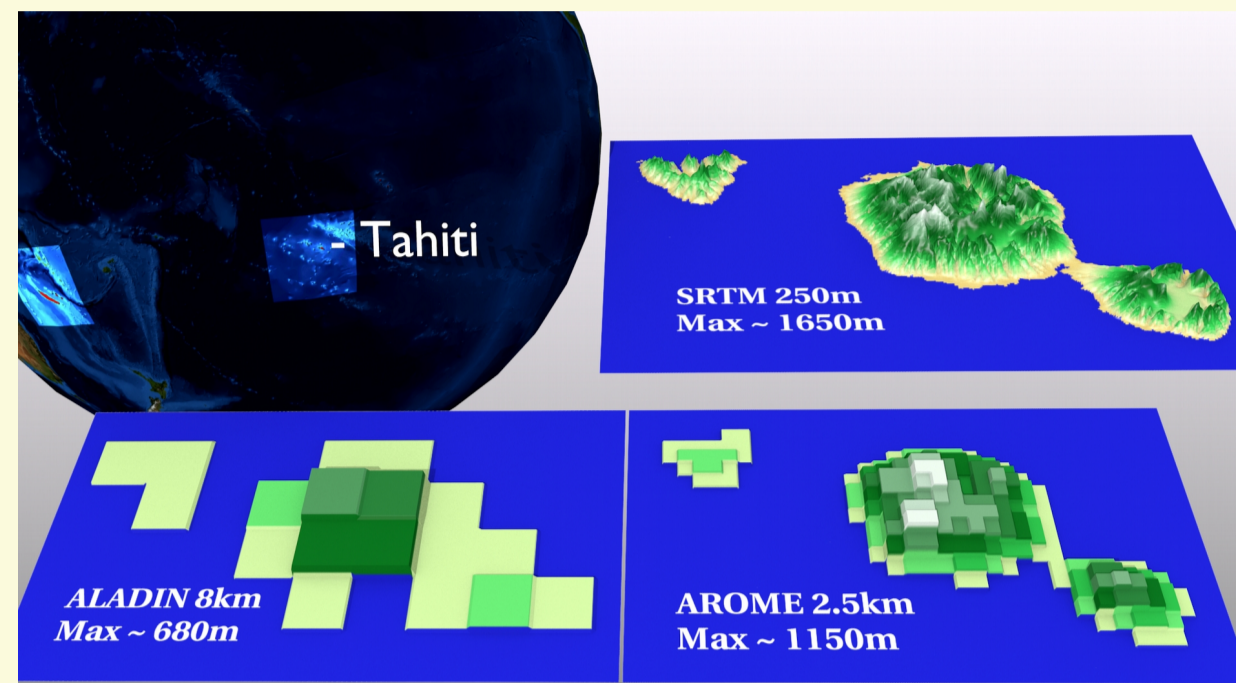 - Tahiti
SRTM 250m
Max ~ 1650m
ALADIN 8km
Max ~ 680m
AROME 2.5km
Max ~ 1150m